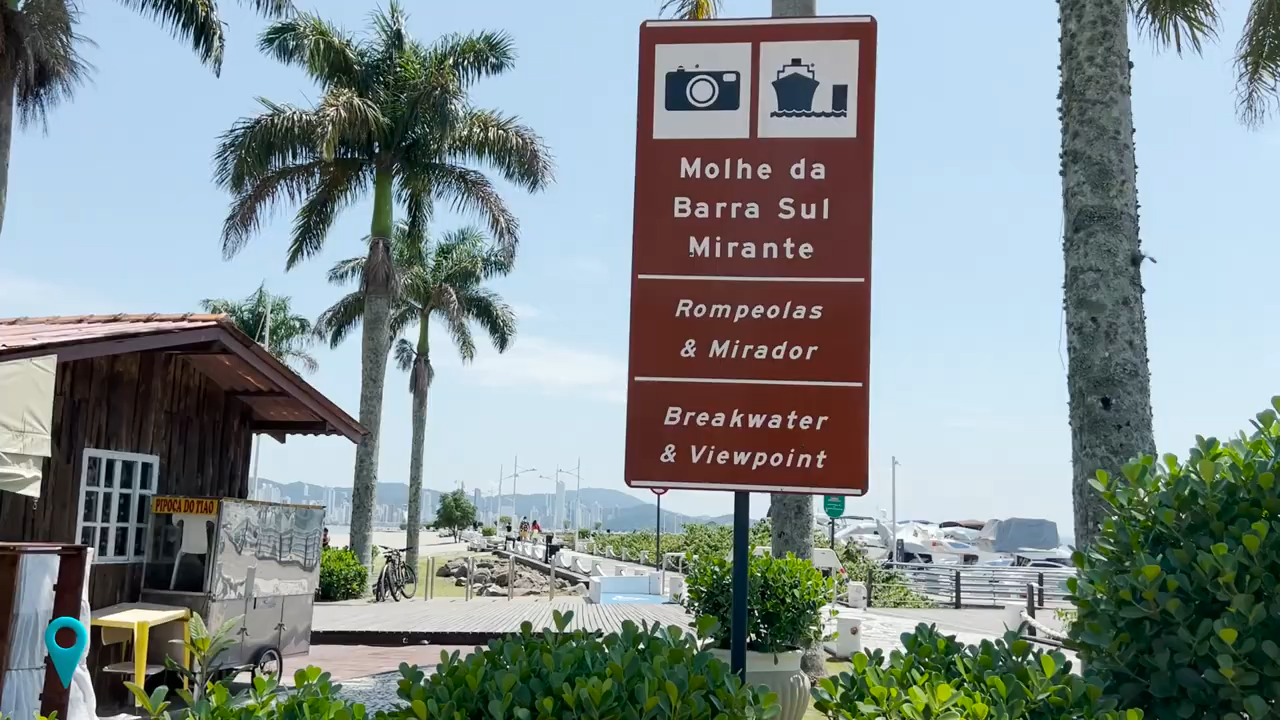 Molhe da
Barra Sul
Mirante
Rompeolas
& Mirador
Breakwater
& Viewpoint
PIPOCA DO TIÃO